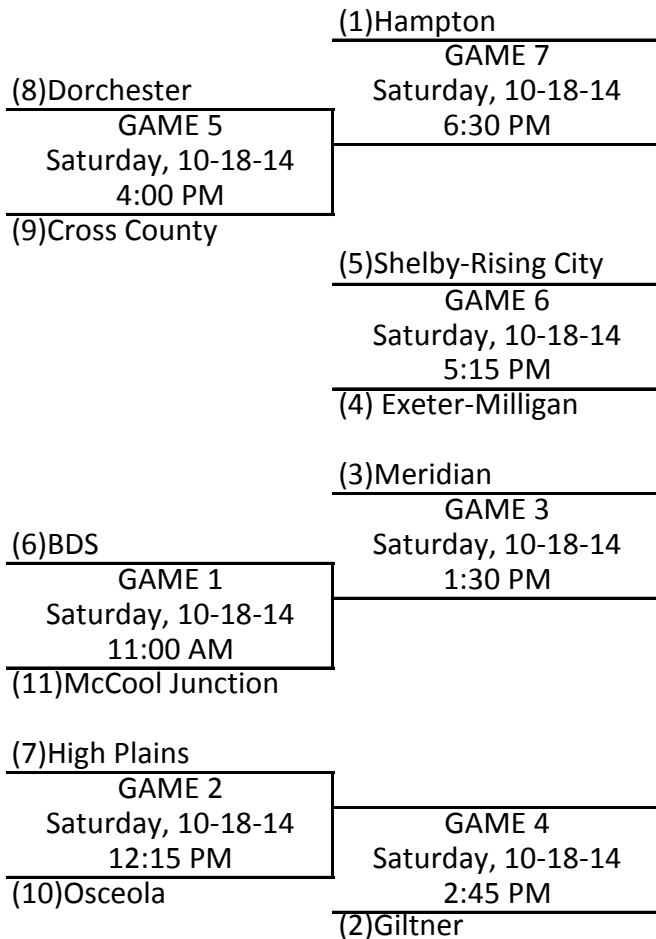 (1)Hampton
GAME 7
(8)Dorchester
Saturday, 10-18-14
GAME 5
6:30 PM
Saturday, 10-18-14
4:00 PM
(9)Cross County
(5)Shelby-Rising City
GAME 6
Saturday, 10-18-14
5:15 PM
(4) Exeter-Milligan
(3)Meridian
GAME 3
(6)BDS
Saturday, 10-18-14
GAME 1
1:30 PM
Saturday, 10-18-14
11:00 AM
(11)McCool Junction
(7)High Plains
GAME 2
Saturday, 10-18-14
GAME 4
12:15 PM
Saturday, 10-18-14
(10)Osceola
2:45 PM
(2)Giltner